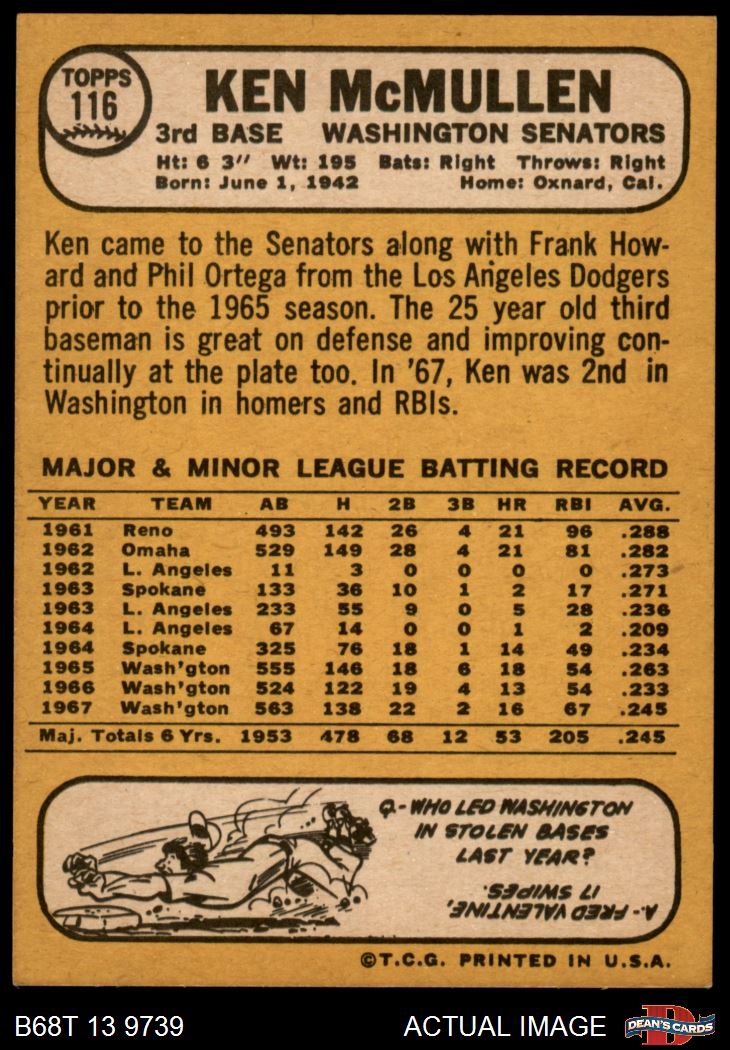 TOPPS
116
KEN McMULLEN
3rd BASE WASHINGTON SENATORS
Ht: 6 3" Wt: 195 Bats: Right Throws: Right
Born: June 1, 1942 Home: Oxnard, Cal.
Ken came to the Senators along with Frank How-
ard and Phil Ortega from the Los Angeles Dodgers
prior to the 1965 season. The 25 year old third
baseman is great on defense and improving con-
tinually at the plate too. In '67, Ken was 2nd in
Washington in homers and RBIs.
MAJOR & MINOR LEAGUE BATTING RECORD
YEAR TEAM AB H 2B 3B HR RBI AVG.
1961 Reno 493 142 26 4 21 96 .288
1962 Omaha 529 149 28 4 21 81 .282
1962 L. Angeles 11 3 0 0 0 0 .273
1963 Spokane 133 36 10 1 2 17 .271
1963 L. Angeles 233 55 9 0 5 28 .236
1964 L. Angeles 67 14 0 0 1 2 .209
1964 Spokane 325 76 18 1 14 49 .234
1965 Wash'gton 555 146 18 6 18 54 .263
1966 Wash'gton 524 122 19 4 13 54 .233
1967 Wash'gton 563 138 22 2 16 67 .245
Maj. Totals 6 Yrs. 1953 478 68 12 53 205 .245
Q-WHO LED WASHINGTON
IN STOLEN BASES
LAST YEAR?
A-FRED VALENTINE,
17 SWIPES.
©T.C.G. PRINTED IN U.S.A.
B68T 13 9739 ACTUAL IMAGE D DEAN'S CARDS